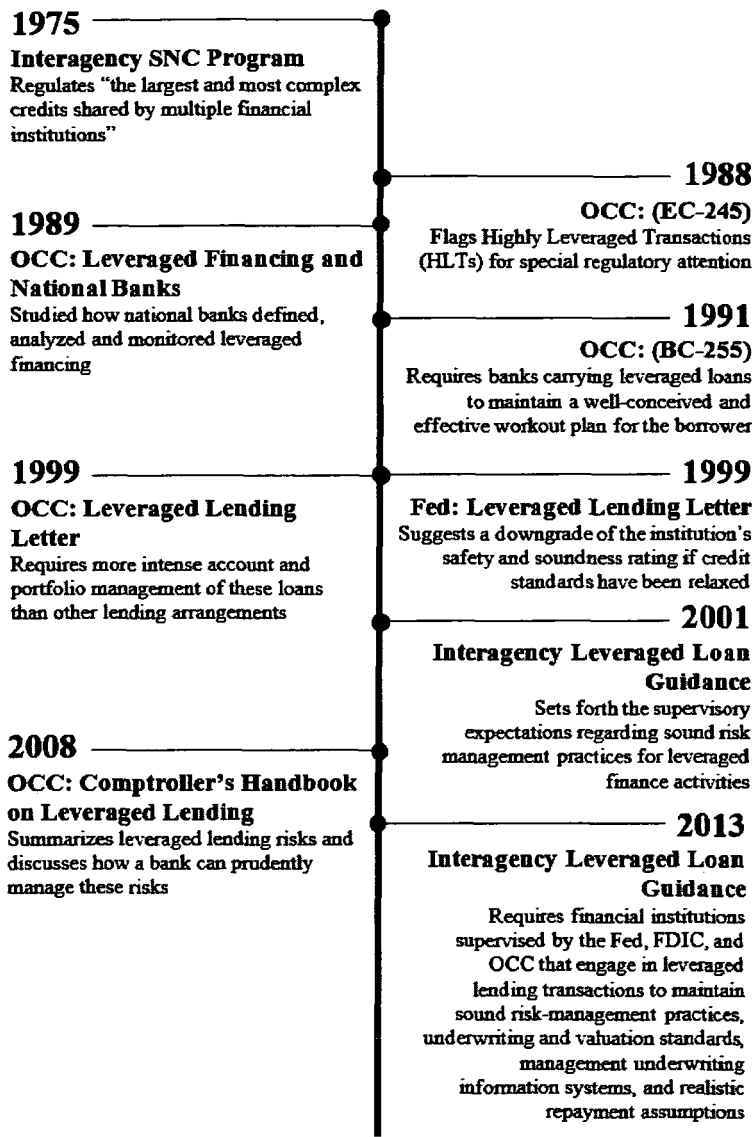 1975
Interagency SNC Program
Regulates “the largest and most complex
credits shared by multiple financial
institutions”
1988
OCC: (EC-245)
Flags Highly Leveraged Transactions
(HLTs) for special regulatory attention
1989
OCC: Leveraged Financing and
National Banks
Studied how national banks defined,
analyzed and monitored leveraged
financing
1991
OCC: (BC-255)
Requires banks carrying leveraged loans
to maintain a well-conceived and
effective workout plan for the borrower
1999
OCC: Leveraged Lending
Letter
Requires more intense account and
portfolio management of these loans
than other lending arrangements
1999
Fed: Leveraged Lending Letter
Suggests a downgrade of the institution’s
safety and soundness rating if credit
standards have been relaxed
2001
Interagency Leveraged Loan
Guidance
Sets forth the supervisory
expectations regarding sound risk
management practices for leveraged
finance activities
2008
OCC: Comptroller’s Handbook
on Leveraged Lending
Summarizes leveraged lending risks and
discusses how a bank can prudently
manage these risks
2013
Interagency Leveraged Loan
Guidance
Requires financial institutions
supervised by the Fed, FDIC, and
OCC that engage in leveraged
lending transactions to maintain
sound risk-management practices,
underwriting and valuation standards,
management underwriting
information systems, and realistic
repayment assumptions